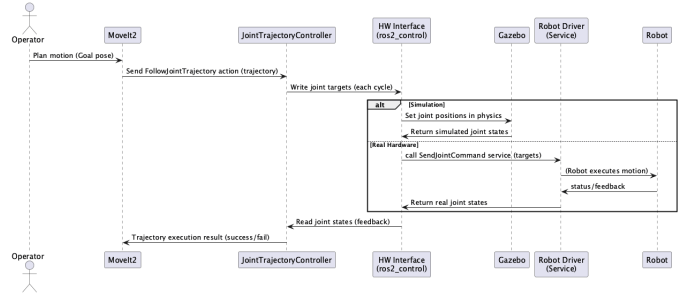 Operator
MoveIt2
JointTrajectoryController
HW Interface
(ros2_control)
Gazebo
Robot Driver
(Service)
Robot
Plan motion (Goal pose)
Send FollowJointTrajectory action (trajectory)
Write joint targets (each cycle)
alt
[Simulation]
Set joint positions in physics
Return simulated joint states
[Real Hardware]
call SendJointCommand service (targets)
(Robot executes motion)
status/feedback
Return real joint states
Read joint states (feedback)
Trajectory execution result (success/fail)
Operator
MoveIt2
JointTrajectoryController
HW Interface
(ros2_control)
Gazebo
Robot Driver
(Service)
Robot